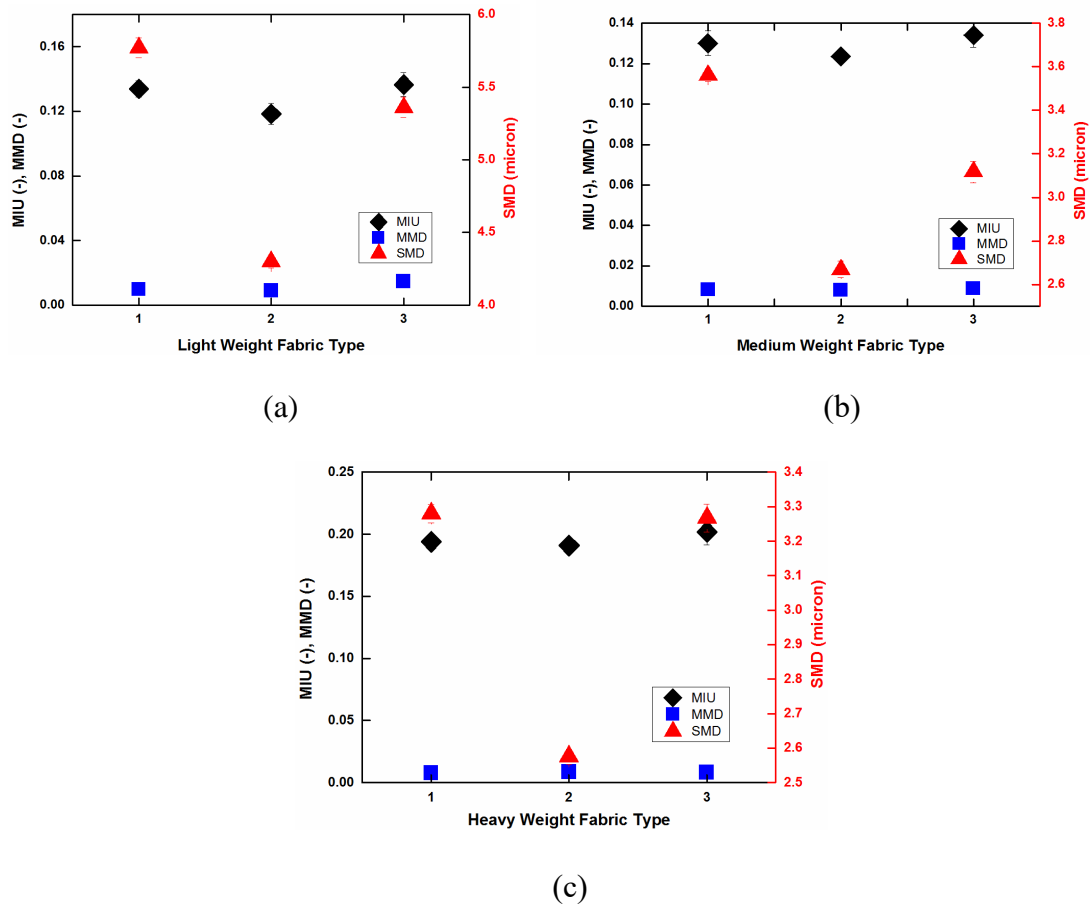 0.16
0.12
0.08
0.04
0.00
MIU (-), MMD (-)
6.0
5.5
5.0
4.5
4.0
SMD (micron)
MIU
MMD
SMD
1 2 3
Light Weight Fabric Type
(a)
0.14
0.12
0.10
0.08
0.06
0.04
0.02
0.00
MIU (-), MMD (-)
3.8
3.6
3.4
3.2
3.0
2.8
2.6
SMD (micron)
MIU
MMD
SMD
1 2 3
Medium Weight Fabric Type
(b)
0.25
0.20
0.15
0.10
0.05
0.00
MIU (-), MMD (-)
3.4
3.3
3.2
3.1
3.0
2.9
2.8
2.7
2.6
2.5
SMD (micron)
MIU
MMD
SMD
1 2 3
Heavy Weight Fabric Type
(c)